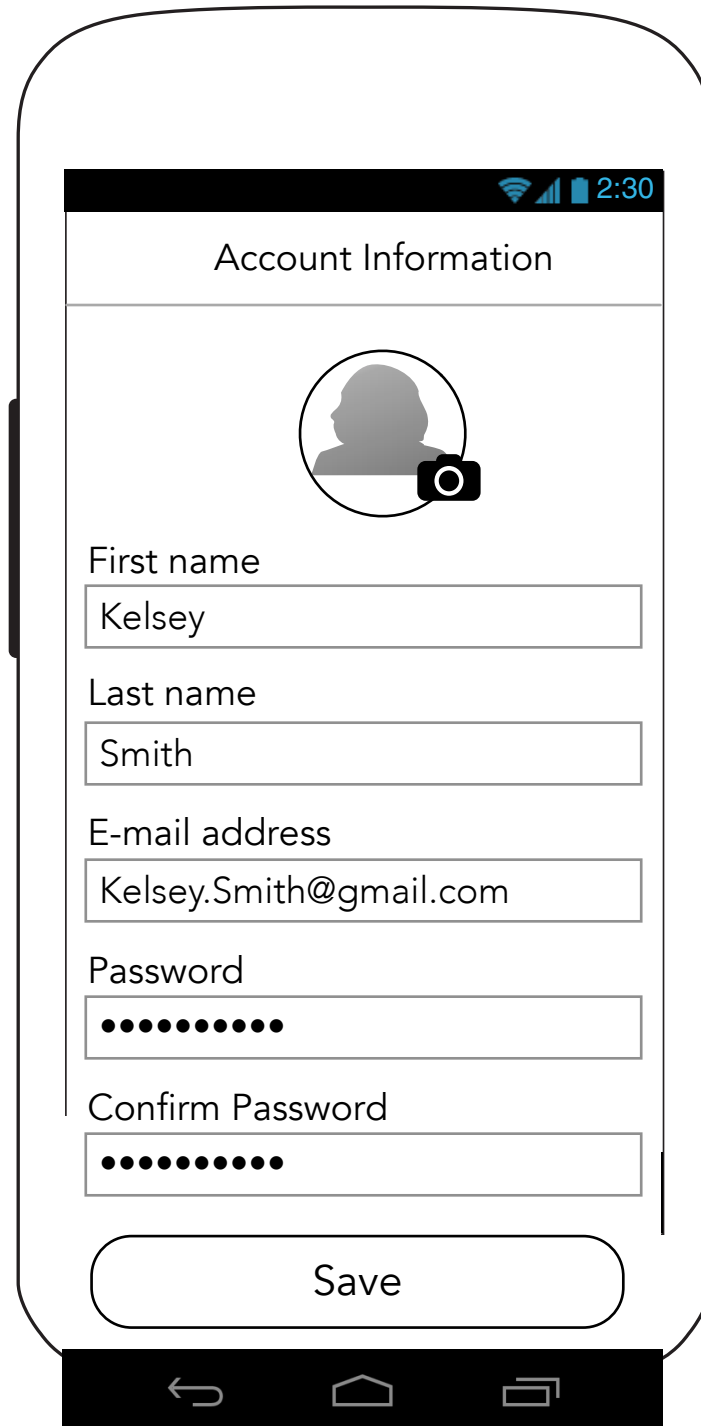 2:30
Account Information
First name
Kelsey
Last name
Smith
E-mail address
Kelsey.Smith@gmail.com
Password
••••••••••
Confirm Password
••••••••••
Save